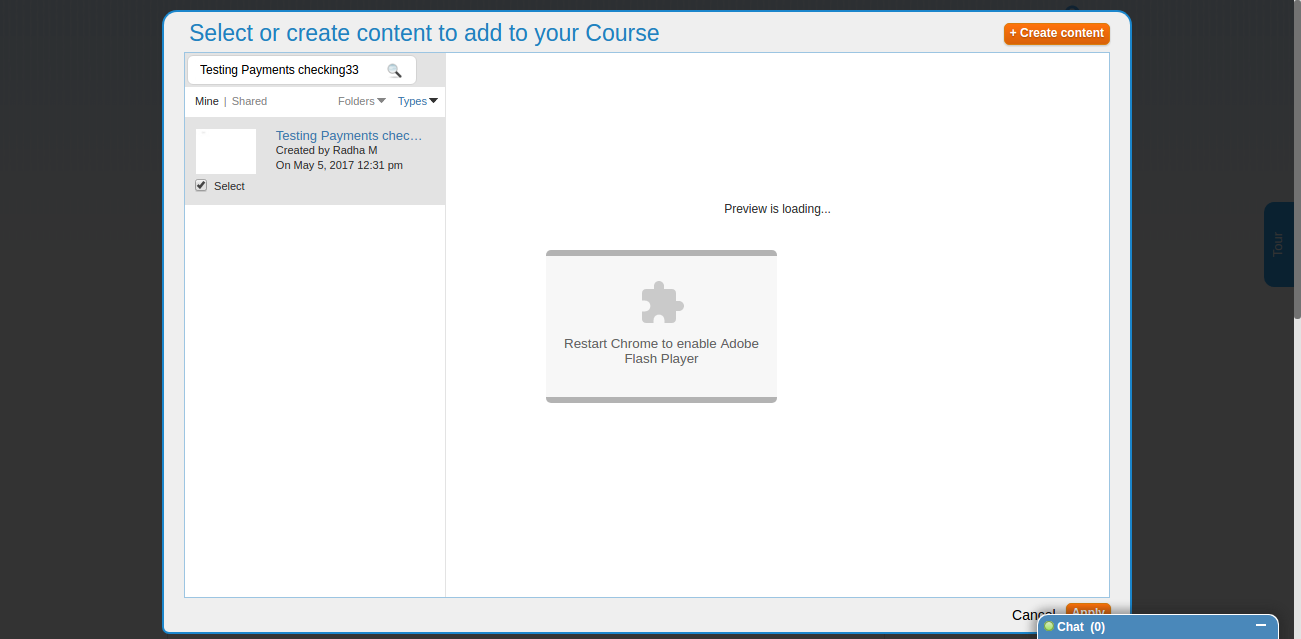 Select or create content to add to your Course
+ Create content
Testing Payments checking33
Mine | Shared
Folders
Types
Testing Payments chec...
Created by Radha M
On May 5, 2017 12:31 pm
Select
Preview is loading...
Restart Chrome to enable Adobe
Flash Player
Tour
Cancel
Apply
Chat (0)